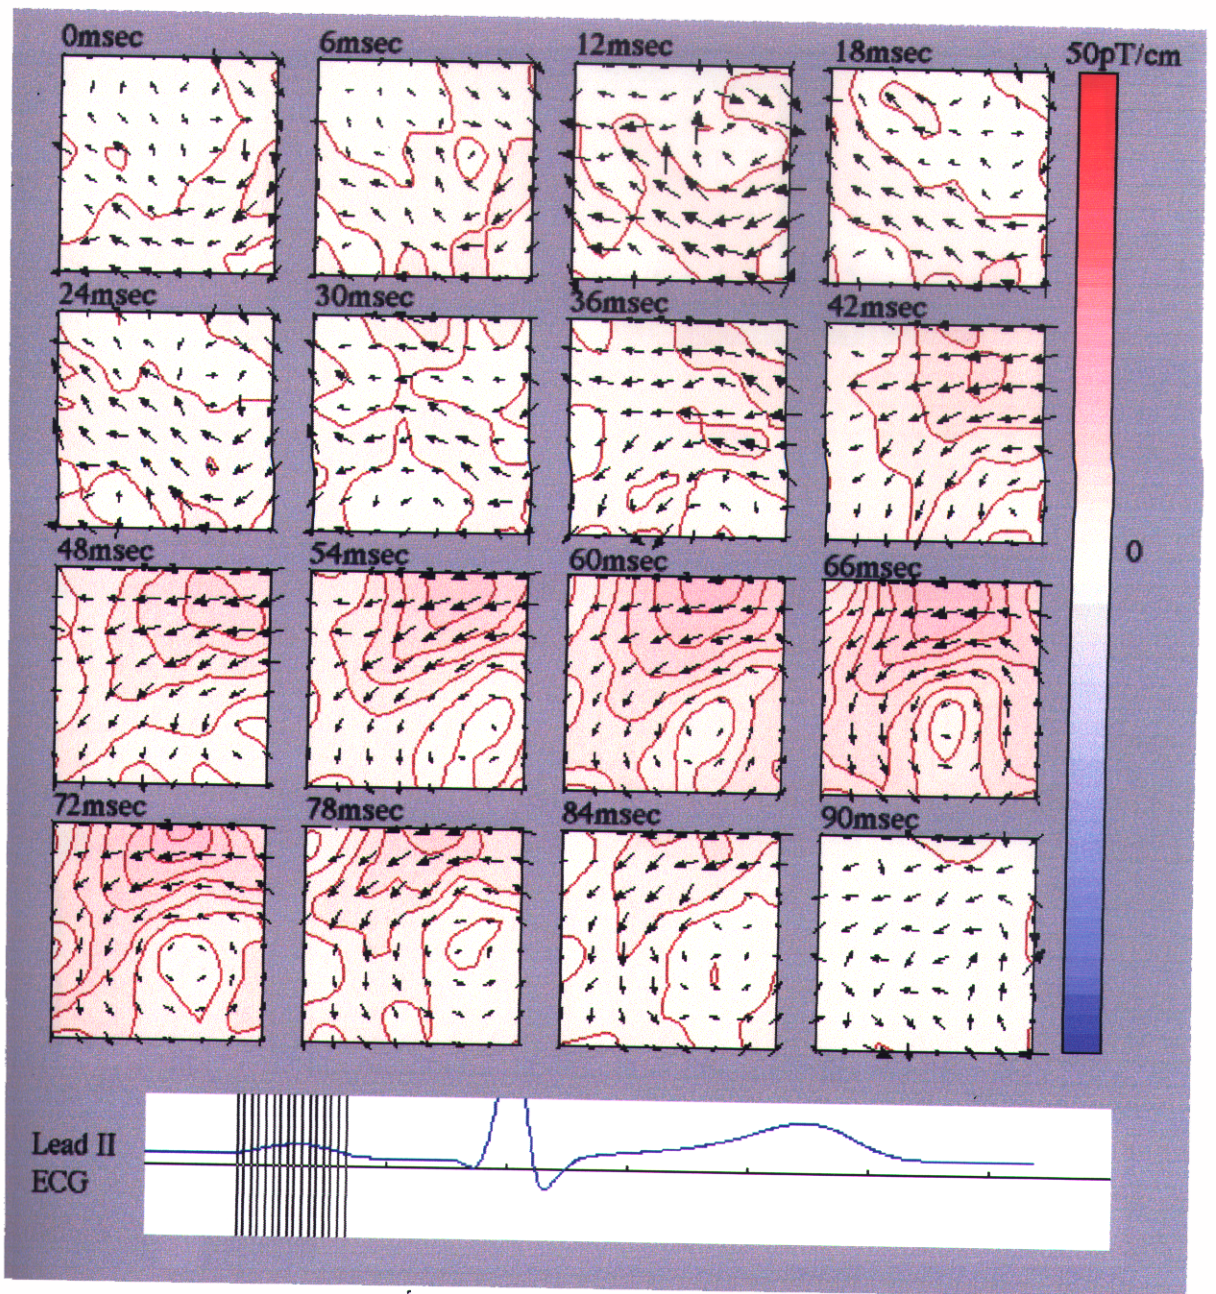 0msec 6msec 12msec 18msec 50pT/cm
24msec 30msec 36msec 42msec
48msec 54msec 60msec 66msec
0
72msec 78msec 84msec 90msec
Lead II
ECG